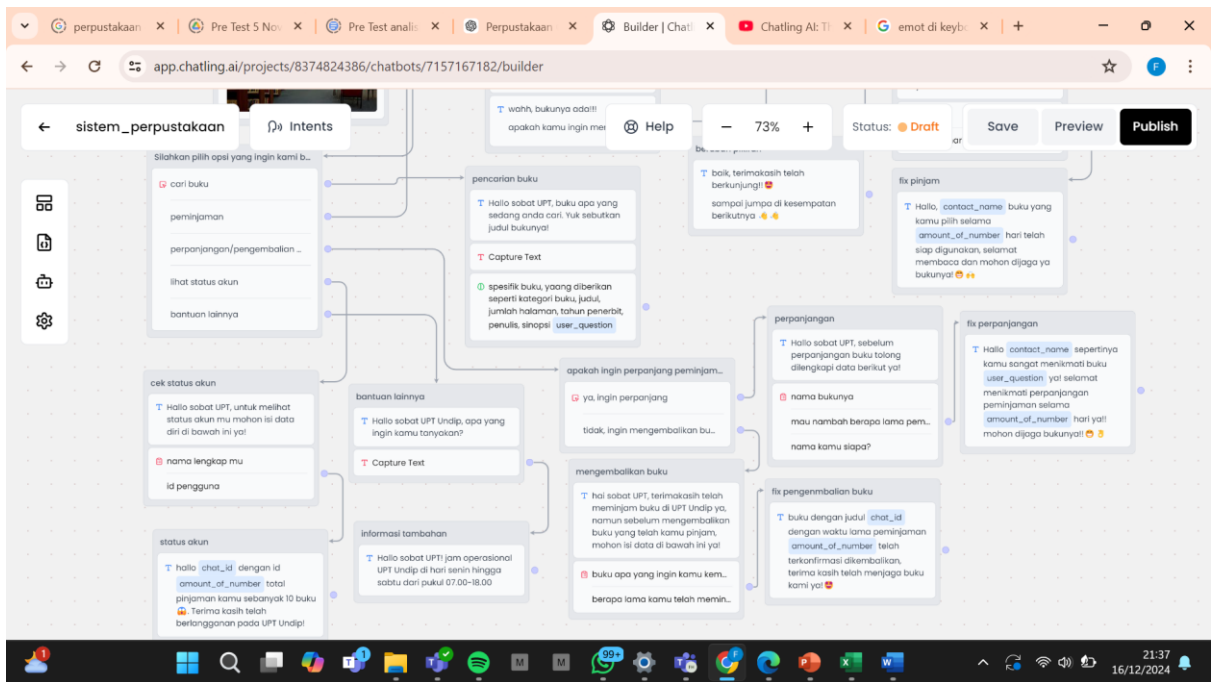 perpustakaan
Pre Test 5 Nov
Pre Test analis
Perpustakaan
Builder | Chatl
Chatling AI: Th
emot di keybo
app.chatling.ai/projects/8374824386/chatbots/7157167182/builder
F
sistem_perpustakaan
Intents
Help
73%
Status: Draft
Save
Preview
Publish
wahh, bukunya ada!!!
apakah kamu ingin mer
Silahkan pilih opsi yang ingin kami b...
cari buku
peminjaman
perpanjangan/pengembalian ...
lihat status akun
bantuan lainnya
pencarian buku
Hallo sobat UPT, buku apa yang
sedang anda cari. Yuk sebutkan
judul bukunya!
Capture Text
spesifik buku, yaang diberikan
seperti kategori buku, judul,
jumlah halaman, tahun penerbit,
penulis, sinopsi user_question
baik, terimakasih telah
berkunjung!!
sampai jumpa di kesempatan
berikutnya
fix pinjam
Hallo, contact_name buku yang
kamu pilih selama
amount_of_number hari telah
siap digunakan, selamat
membaca dan mohon dijaga ya
bukunya!
cek status akun
Hallo sobat UPT, untuk melihat
status akun mu mohon isi data
diri di bawah ini ya!
nama lengkap mu
id pengguna
bantuan lainnya
Hallo sobat UPT Undip, apa yang
ingin kamu tanyakan?
Capture Text
apakah ingin perpanjang peminjam...
ya, ingin perpanjang
tidak, ingin mengembalikan bu...
perpanjangan
Hallo sobat UPT, sebelum
perpanjangan buku tolong
dilengkapi data berikut ya!
nama bukunya
mau nambah berapa lama pem...
nama kamu siapa?
fix perpanjangan
Hallo contact_name sepertinya
kamu sangat menikmati buku
user_question ya! selamat
menikmati perpanjangan
peminjaman selama
amount_of_number hari ya!!
mohon dijaga bukunya!!
mengembalikan buku
hai sobat UPT, terimakasih telah
meminjam buku di UPT Undip ya,
namun sebelum mengembalikan
buku yang telah kamu pinjam,
mohon isi data di bawah ini ya!
buku apa yang ingin kamu kem...
berapa lama kamu telah memin...
fix pengenmbalian buku
buku dengan judul chat_id
dengan waktu lama peminjaman
amount_of_number telah
terkonfirmasi dikembalikan,
terima kasih telah menjaga buku
kami ya!
status akun
hallo chat_id dengan id
amount_of_number total
pinjaman kamu sebanyak 10 buku
. Terima kasih telah
berlangganan pada UPT Undip!
informasi tambahan
Hallo sobat UPT! jam operasional
UPT Undip di hari senin hingga
sabtu dari pukul 07.00-18.00
99+
21:37
16/12/2024